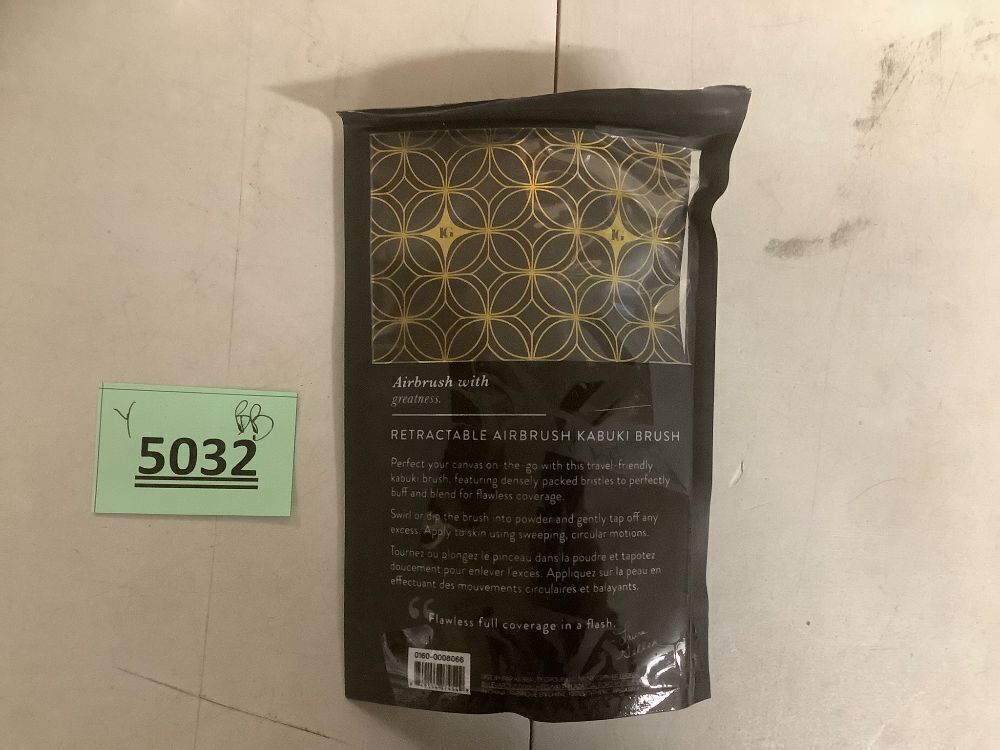 Y BB
5032
IG IG
Airbrush with
greatness.
RETRACTABLE AIRBRUSH KABUKI BRUSH
Perfect your canvas on-the-go with this travel-friendly
kabuki brush, featuring densely packed bristles to perfectly
buff and blend for flawless coverage.
Swirl or dip the brush into powder and gently tap off any
excess. Apply to skin using sweeping, circular motions.
Tournez ou plongez le pinceau dans la poudre et tapotez
doucement pour enlever l'excès. Appliquez sur la peau en
effectuant des mouvements circulaires et balayants.
“Flawless full coverage in a flash.
0160-0008066